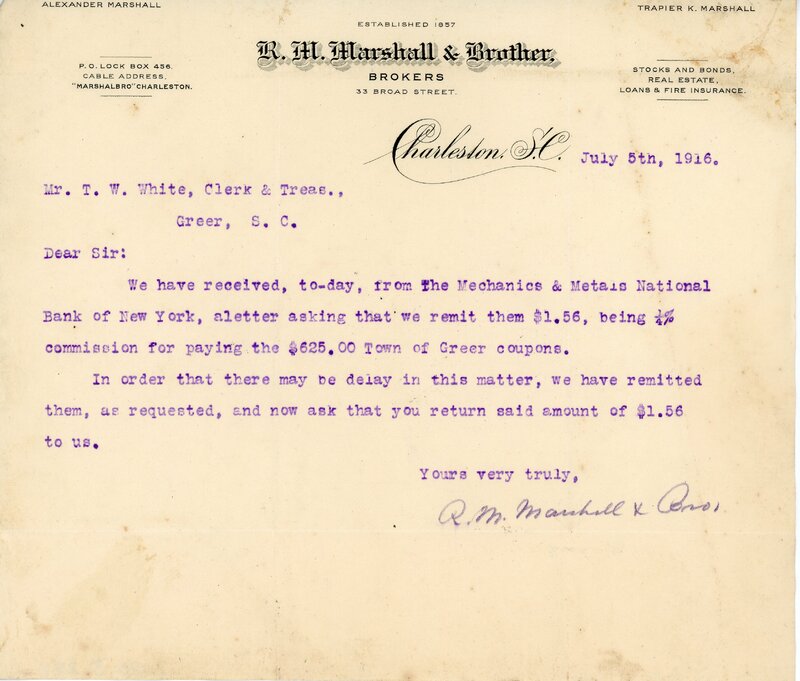 ALEXANDER MARSHALL
TRAPIER K. MARSHALL
ESTABLISHED 1857
R. M. Marshall & Brother.
BROKERS
33 BROAD STREET.
P. O. LOCK BOX 456.
CABLE ADDRESS,
"MARSHALBRO" CHARLESTON.
STOCKS AND BONDS,
REAL ESTATE,
LOANS & FIRE INSURANCE.
Charleston, S.C. July 5th, 1916.
Mr. T. W. White, Clerk & Treas.,
Greer, S. C.
Dear Sir:
We have received, to-day, from The Mechanics & Metals National
Bank of New York, aletter asking that we remit them $1.56, being ¼%
commission for paying the $625.00 Town of Greer coupons.
In order that there may be delay in this matter, we have remitted
them, as requested, and now ask that you return said amount of $1.56
to us.
Yours very truly,
R. M. Marshall & Bro.